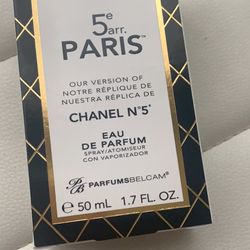 5e
arr.™
PARIS
OUR VERSION OF
NOTRE RÉPLIQUE DE
NUESTRA RÉPLICA DE
CHANEL N°5*
EAU
DE PARFUM
SPRAY/ATOMISEUR
CON VAPORIZADOR
PB PARFUMSBELCAM®
e 50 mL 1.7 FL. OZ.